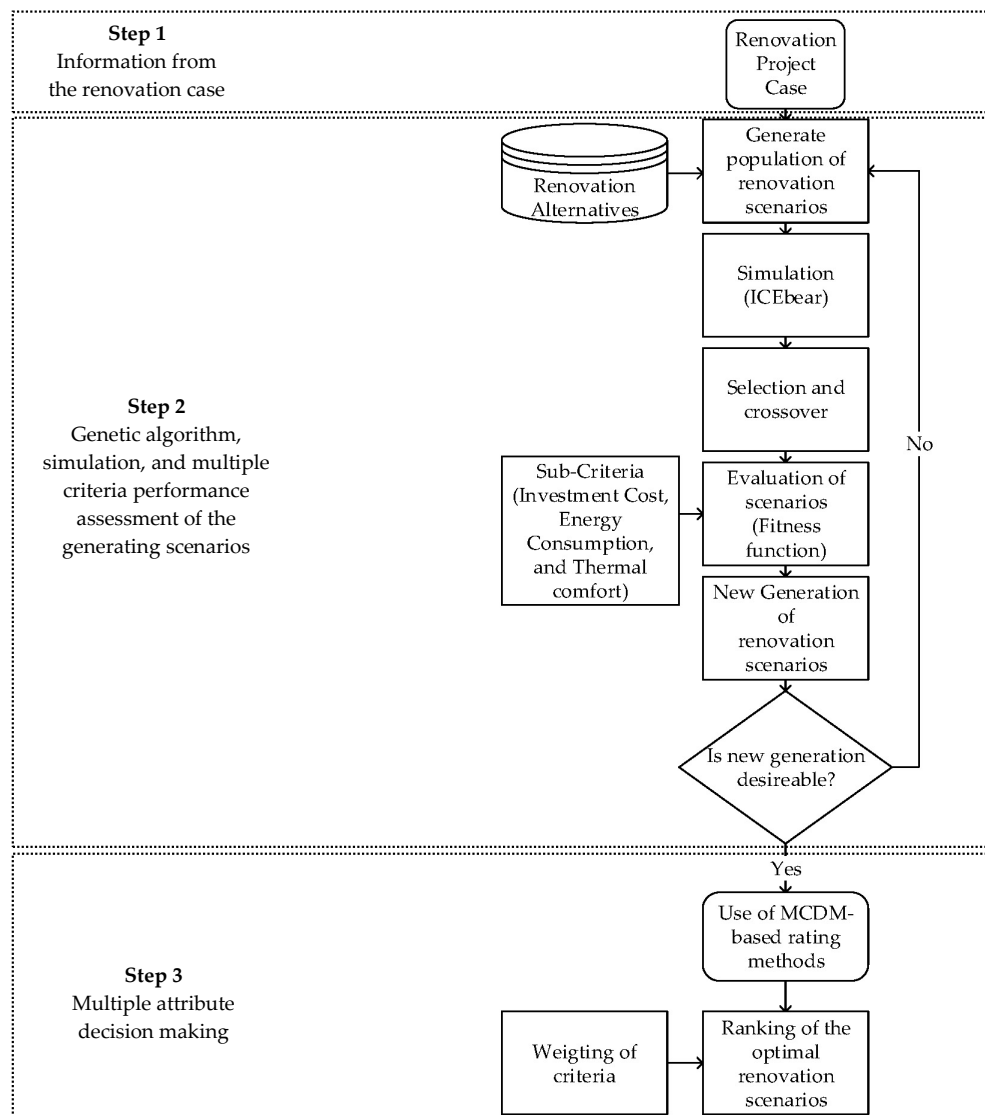 Step 1
Information from
the renovation case
Renovation
Project
Case
Generate
population of
renovation
scenarios
Renovation
Alternatives
Simulation
(ICEbear)
Selection and
crossover
Step 2
Genetic algorithm,
simulation, and multiple
criteria performance
assessment of the
generating scenarios
No
Sub-Criteria
(Investment Cost,
Energy
Consumption,
and Thermal
comfort)
Evaluation of
scenarios
(Fitness
function)
New Generation
of
renovation
scenarios
Is new generation
desireable?
Yes
Use of MCDM-
based rating
methods
Step 3
Multiple attribute
decision making
Weigting of
criteria
Ranking of the
optimal
renovation
scenarios